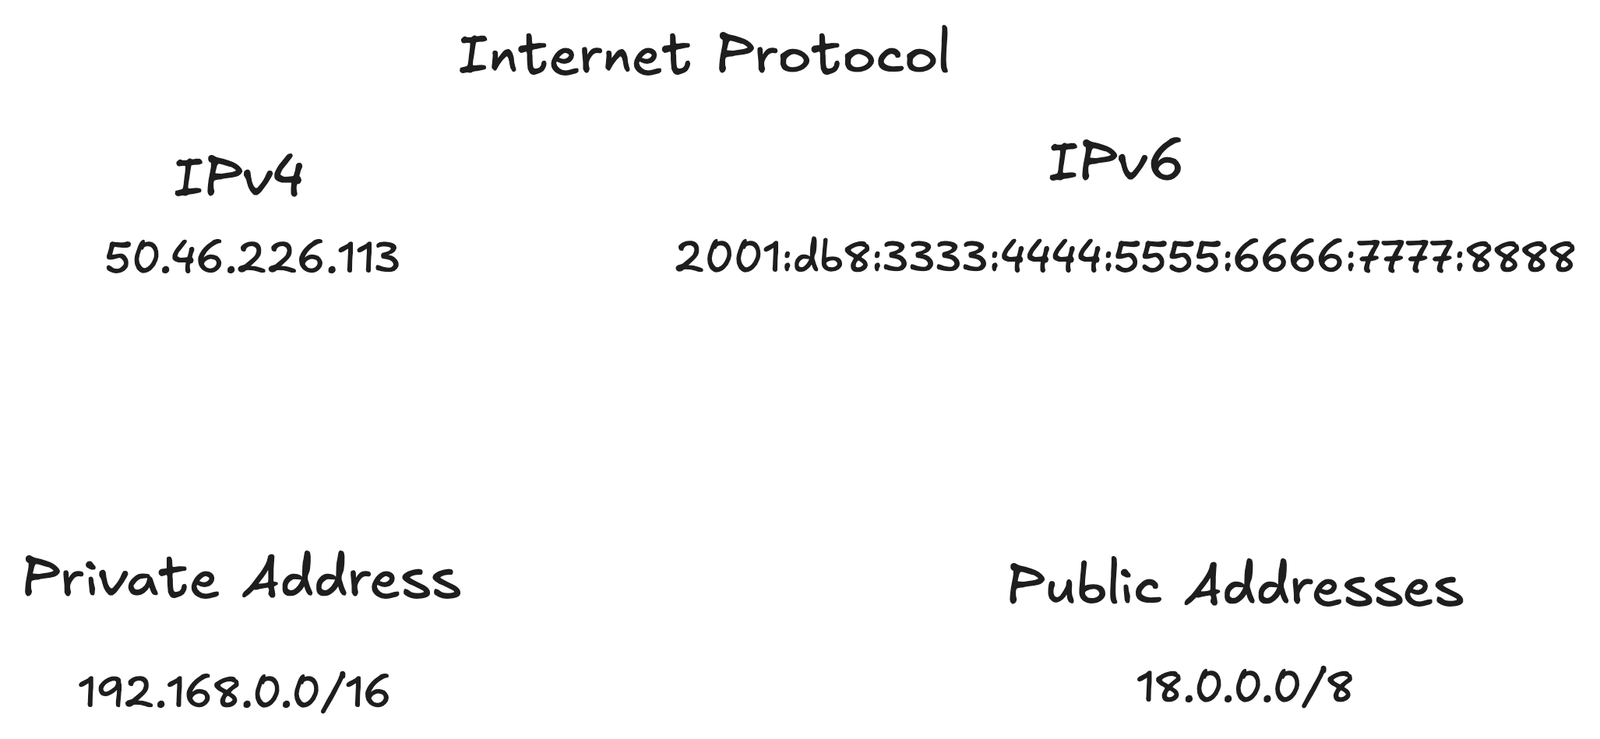 Internet Protocol
IPv4
IPv6
50.46.226.113
2001:db8:3333:4444:5555:6666:7777:8888
Private Address
Public Addresses
192.168.0.0/16
18.0.0.0/8